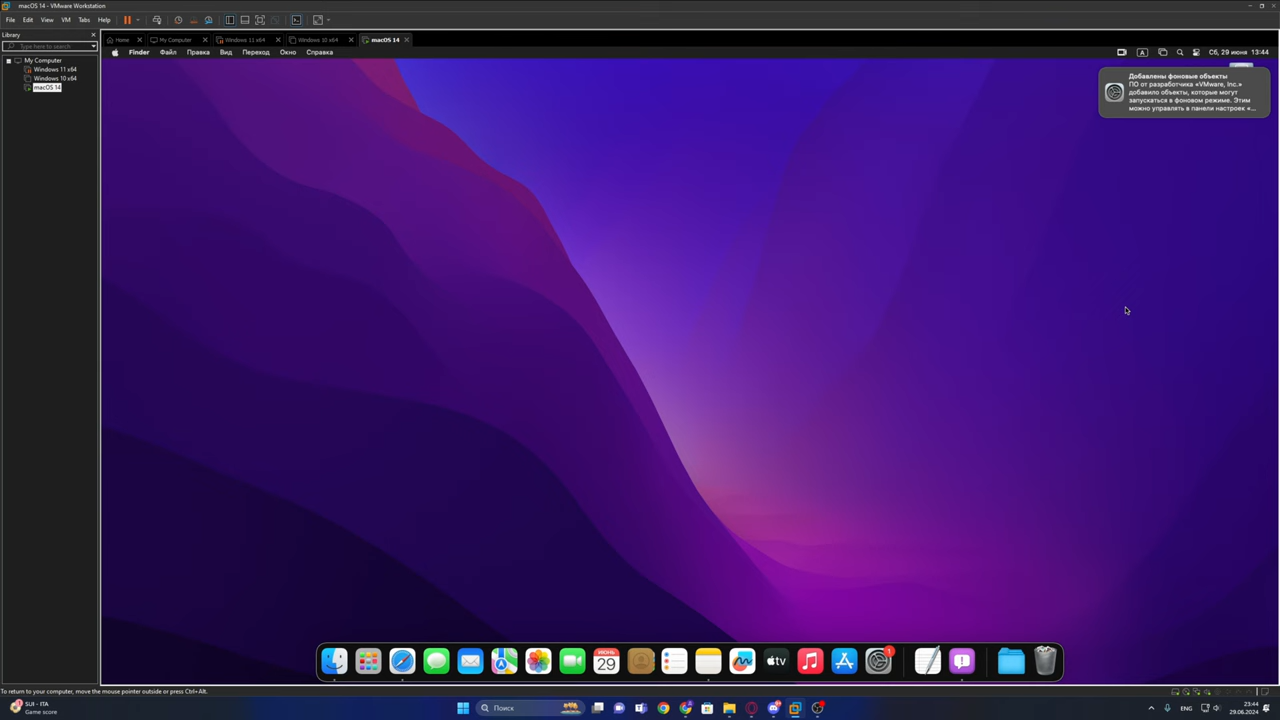 macOS 14 - VMware Workstation
File Edit View VM Tabs Help
Library
Type here to search
My Computer
Windows 11 x64
Windows 10 x64
macOS 14
Home My Computer Windows 11 x64 Windows 10 x64 macOS 14
Finder Файл Правка Вид Переход Окно Справка
A Сб, 29 июня 13:44
Добавлены фоновые объекты
ПО от разработчика «VMware, Inc.»
добавило объекты, которые могут
запускаться в фоновом режиме. Этим
можно управлять в панели настроек «...
ИЮНЬ
29
tv
1
To return to your computer, move the mouse pointer outside or press Ctrl+Alt.
SUI - ITA
Game score
Поиск
ENG
23:44
29.06.2024